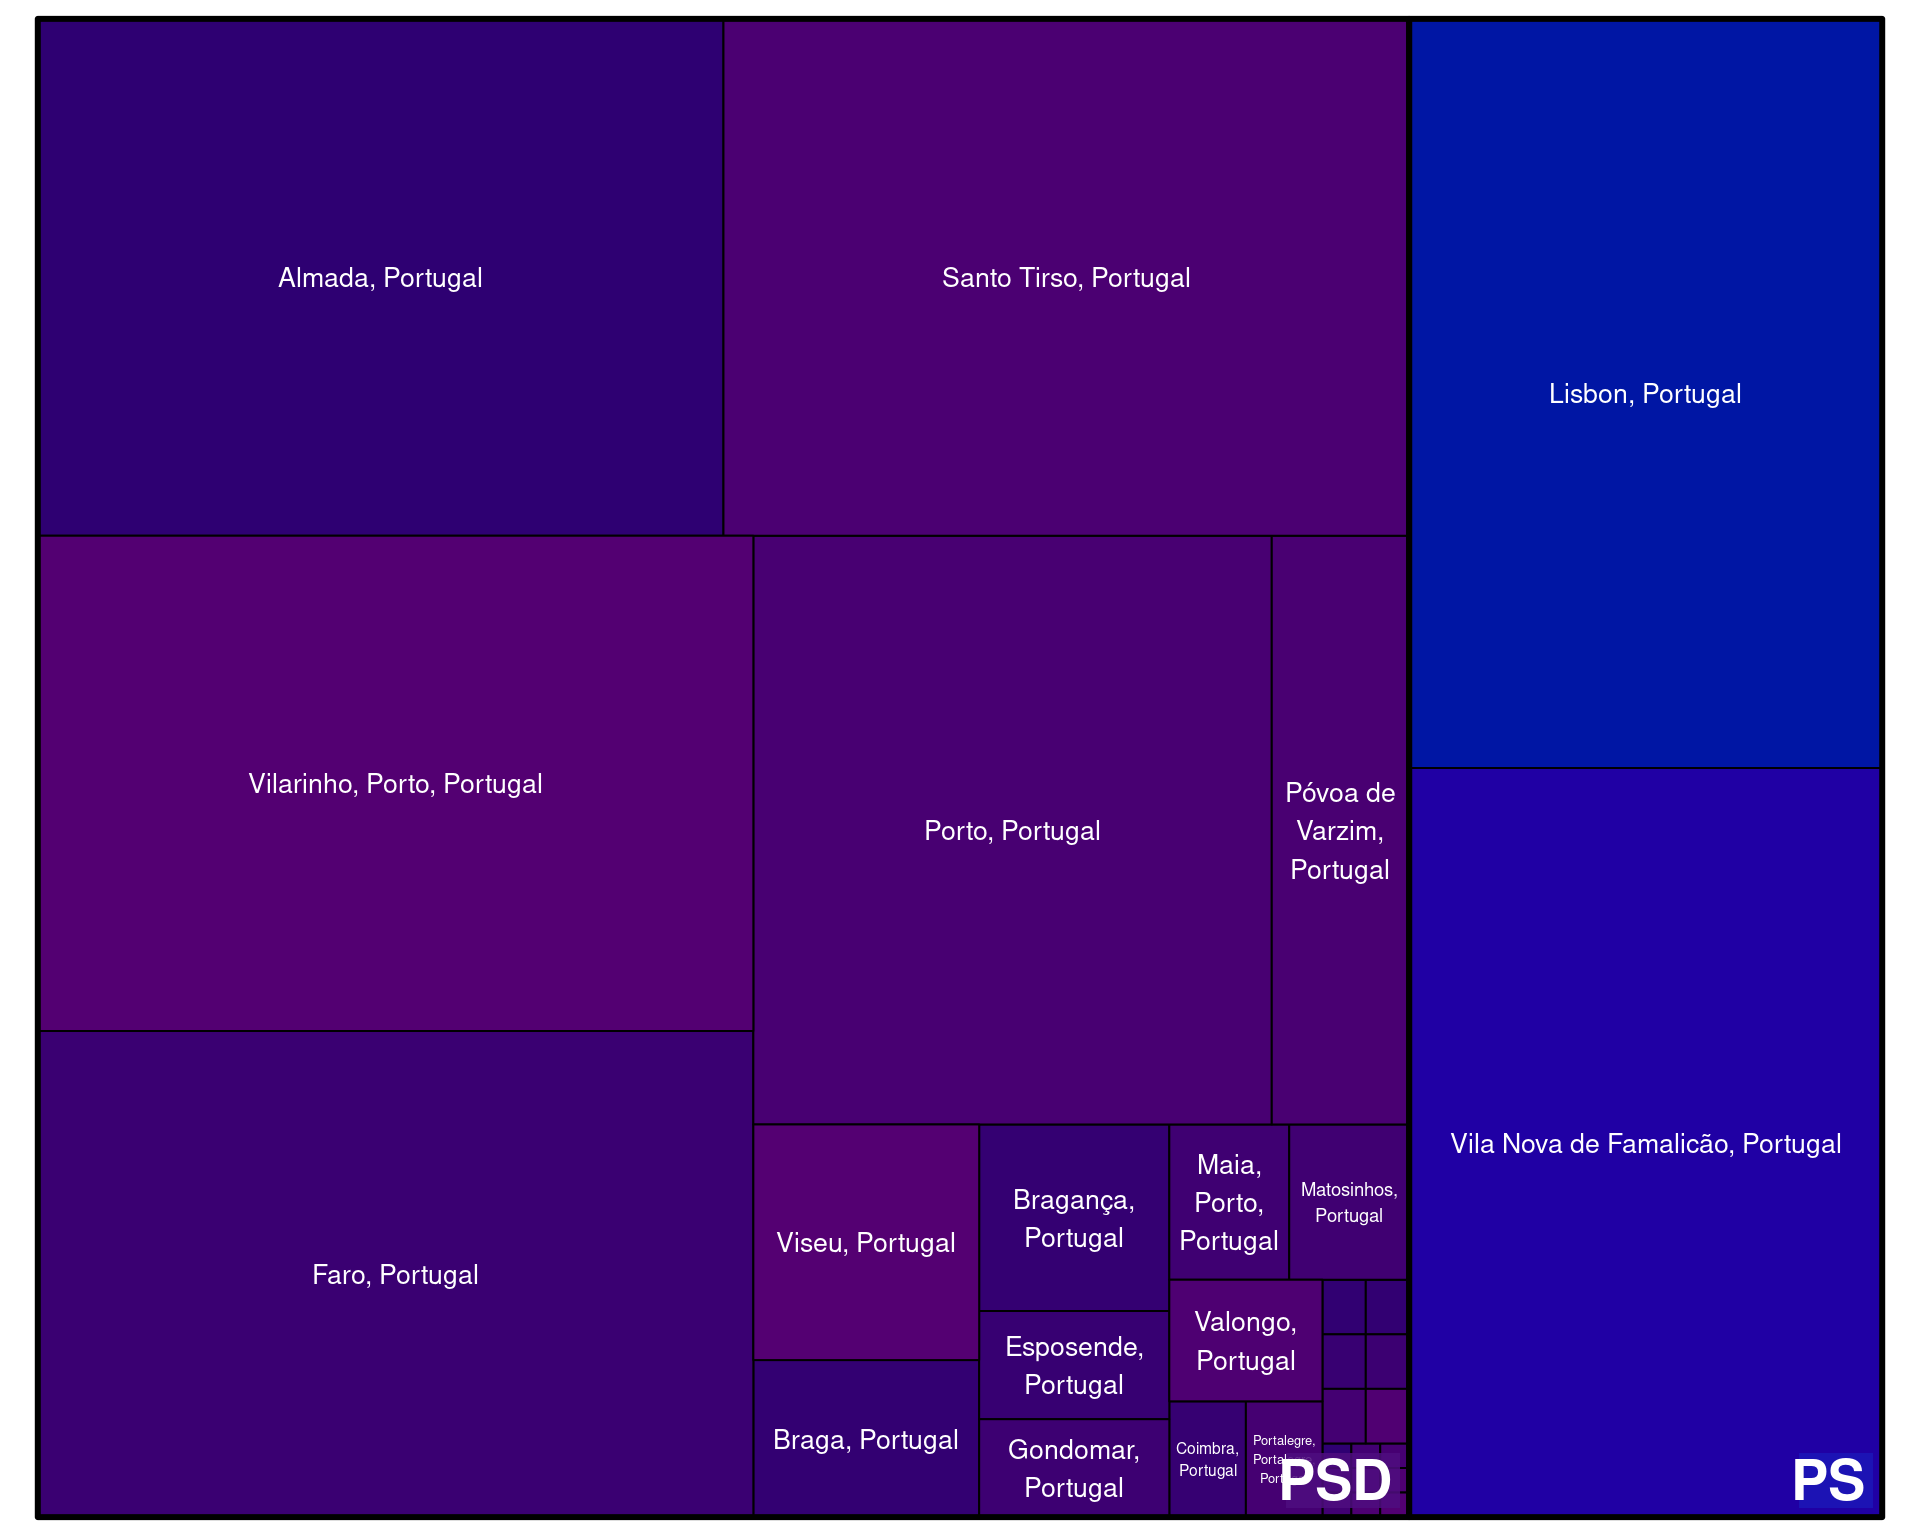 Almada, Portugal
Santo Tirso, Portugal
Lisbon, Portugal
Vilarinho, Porto, Portugal
Porto, Portugal
Póvoa de
Varzim,
Portugal
Faro, Portugal
Vila Nova de Famalicão, Portugal
Viseu, Portugal
Bragança,
Portugal
Maia,
Porto,
Portugal
Matosinhos,
Portugal
Valongo,
Portugal
Esposende,
Portugal
Braga, Portugal
Gondomar,
Portugal
Coimbra,
Portugal
Portalegre,
PSD
PS